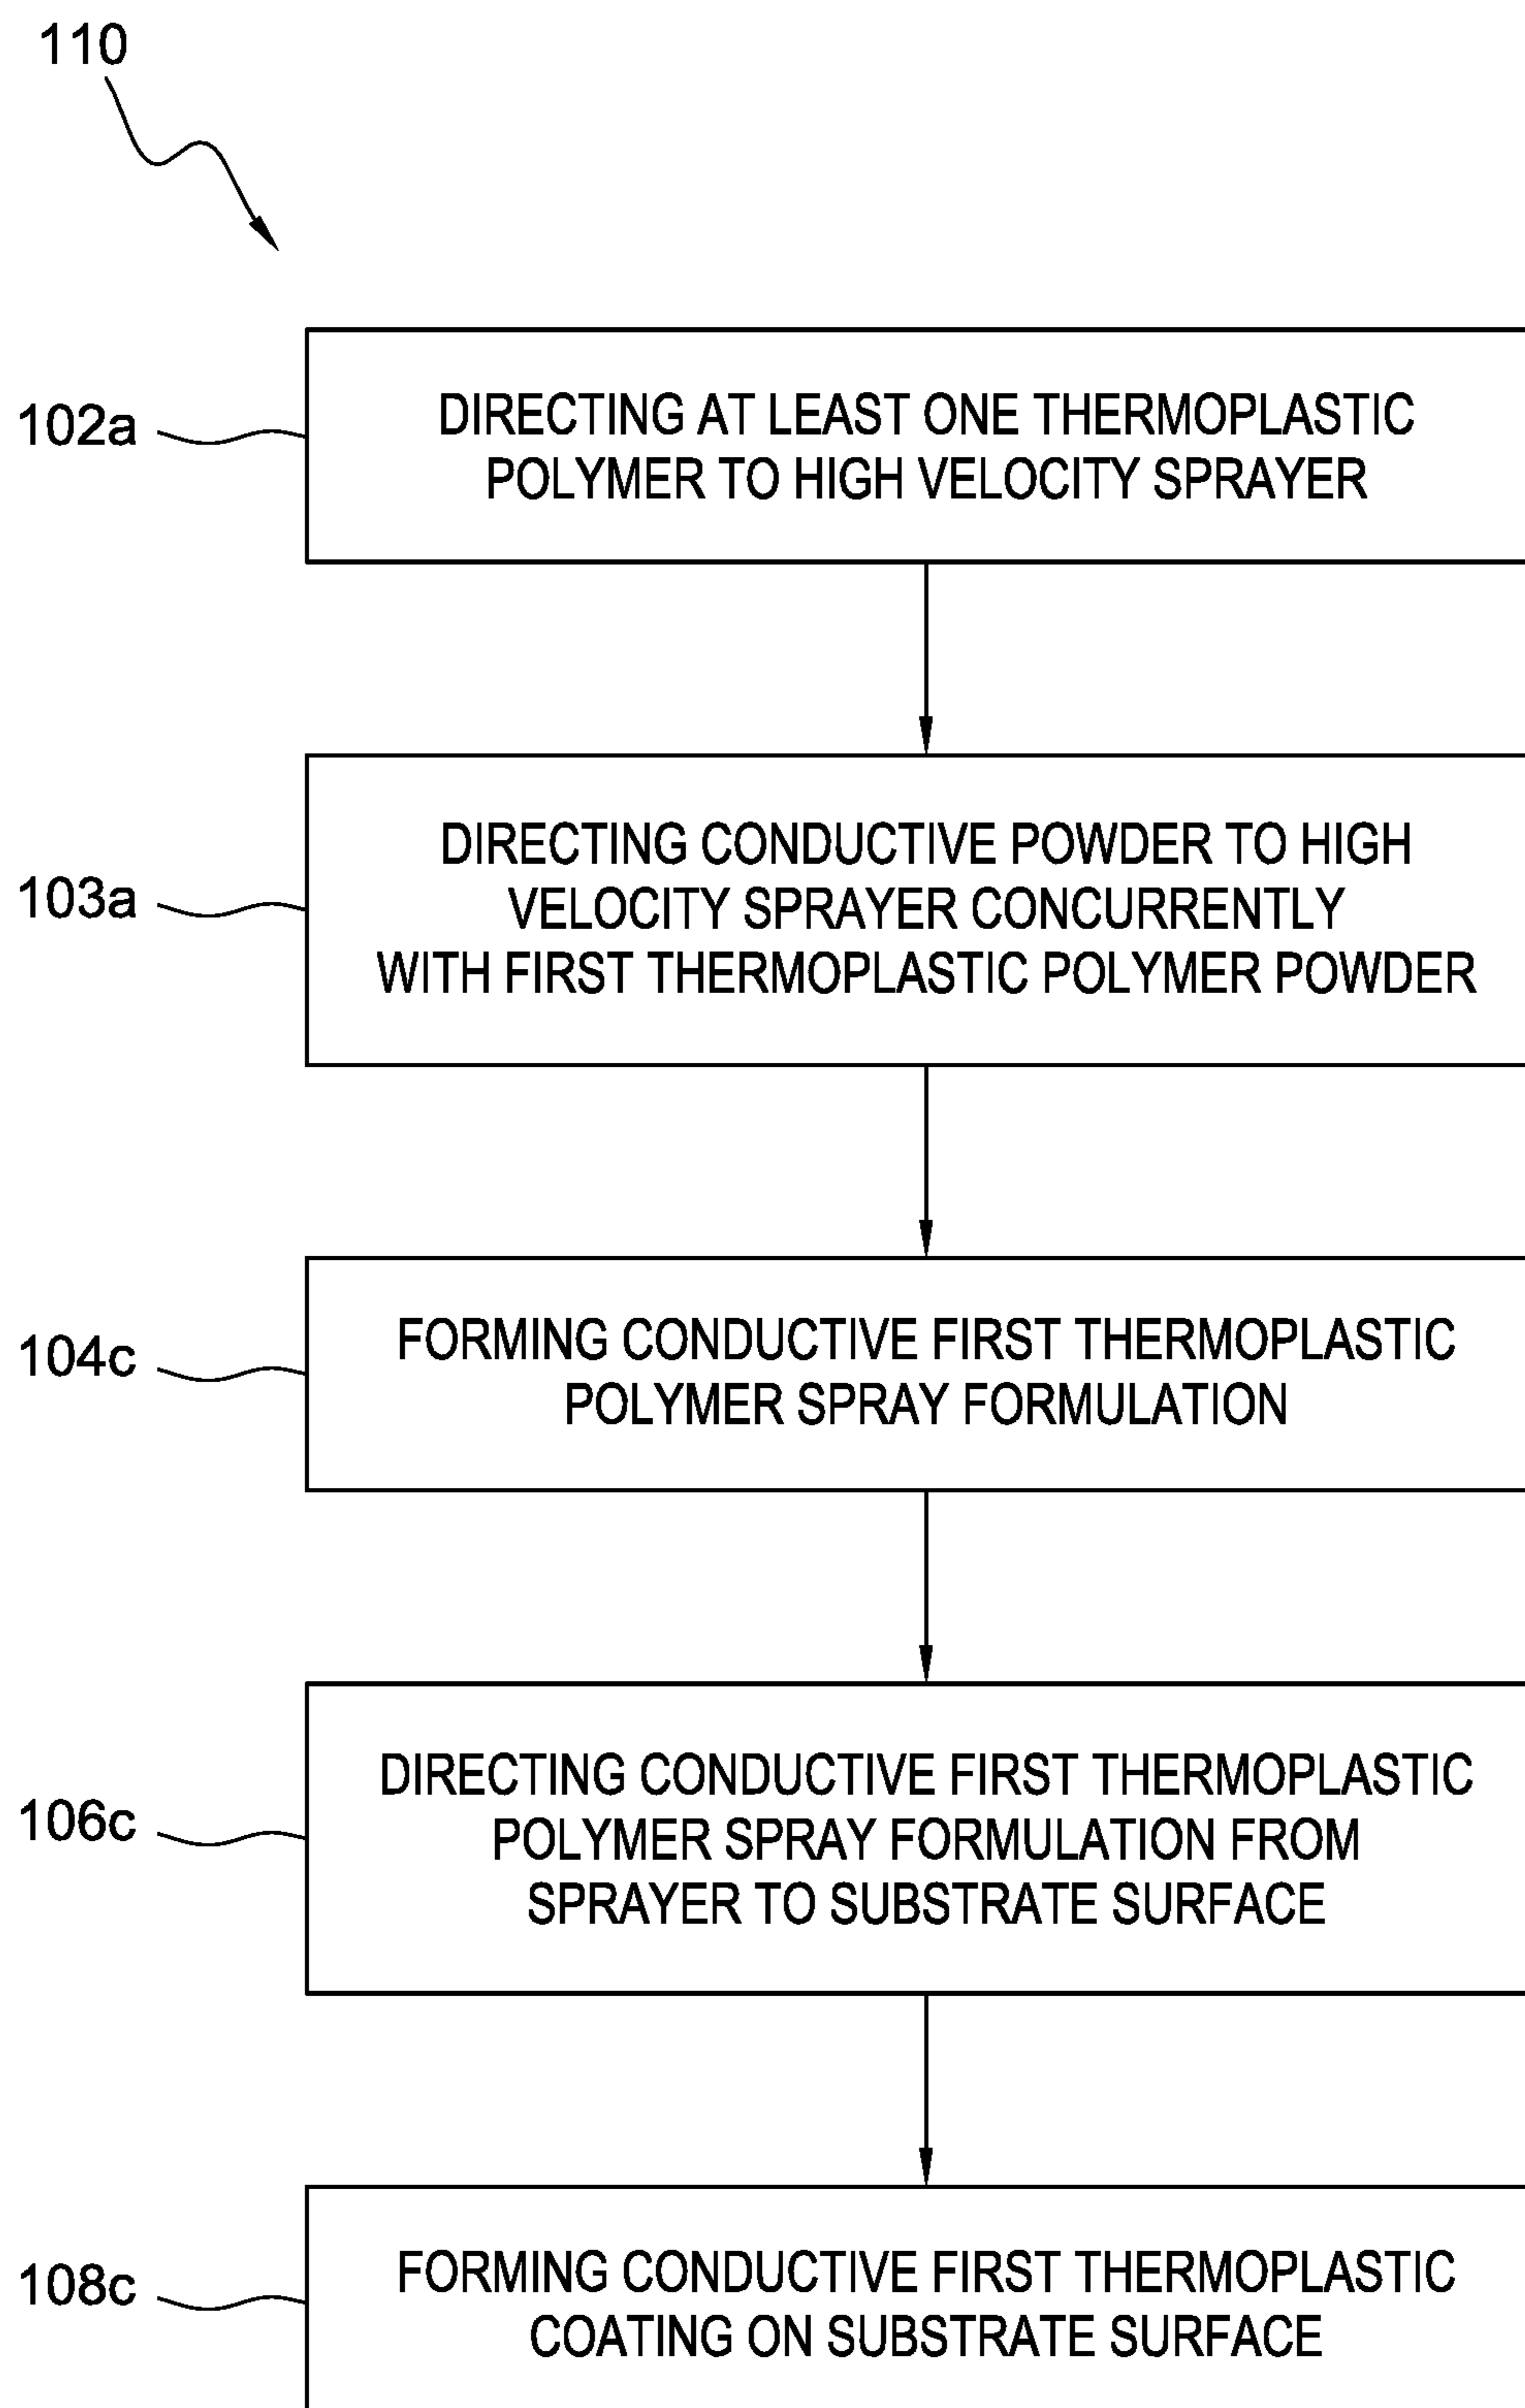 110
102a
DIRECTING AT LEAST ONE THERMOPLASTIC
POLYMER TO HIGH VELOCITY SPRAYER
103a
DIRECTING CONDUCTIVE POWDER TO HIGH
VELOCITY SPRAYER CONCURRENTLY
WITH FIRST THERMOPLASTIC POLYMER POWDER
104c
FORMING CONDUCTIVE FIRST THERMOPLASTIC
POLYMER SPRAY FORMULATION
106c
DIRECTING CONDUCTIVE FIRST THERMOPLASTIC
POLYMER SPRAY FORMULATION FROM
SPRAYER TO SUBSTRATE SURFACE
108c
FORMING CONDUCTIVE FIRST THERMOPLASTIC
COATING ON SUBSTRATE SURFACE